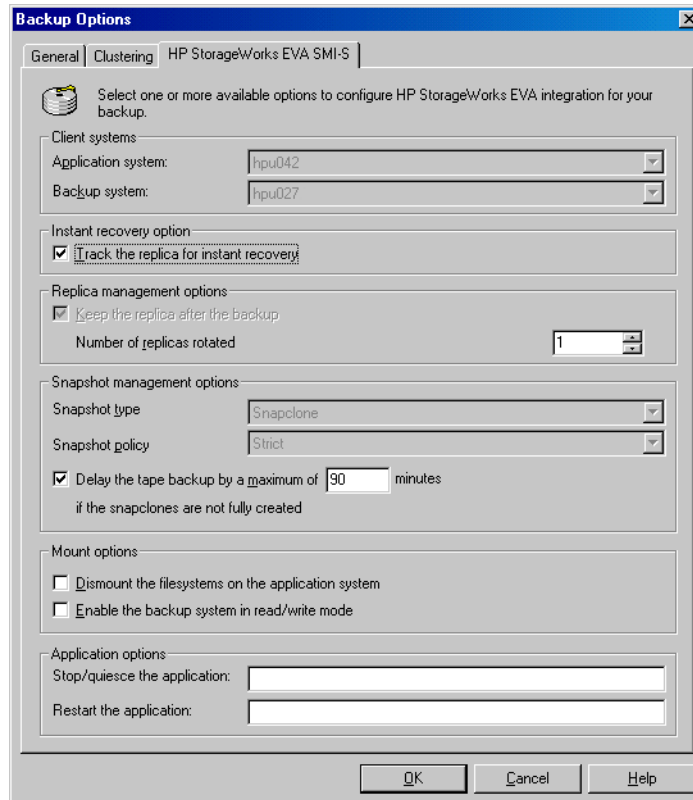 Backup Options
General
Clustering
HP StorageWorks EVA SMI-S
Select one or more available options to configure HP StorageWorks EVA integration for your
backup.
Client systems
Application system:
hpu042
Backup system:
hpu027
Instant recovery option
Track the replica for instant recovery
Replica management options
Keep the replica after the backup
Number of replicas rotated
1
Snapshot management options
Snapshot type
Snapclone
Snapshot policy
Strict
Delay the tape backup by a maximum of 90 minutes
if the snapclones are not fully created
Mount options
Dismount the filesystems on the application system
Enable the backup system in read/write mode
Application options
Stop/quiesce the application:
Restart the application:
OK
Cancel
Help